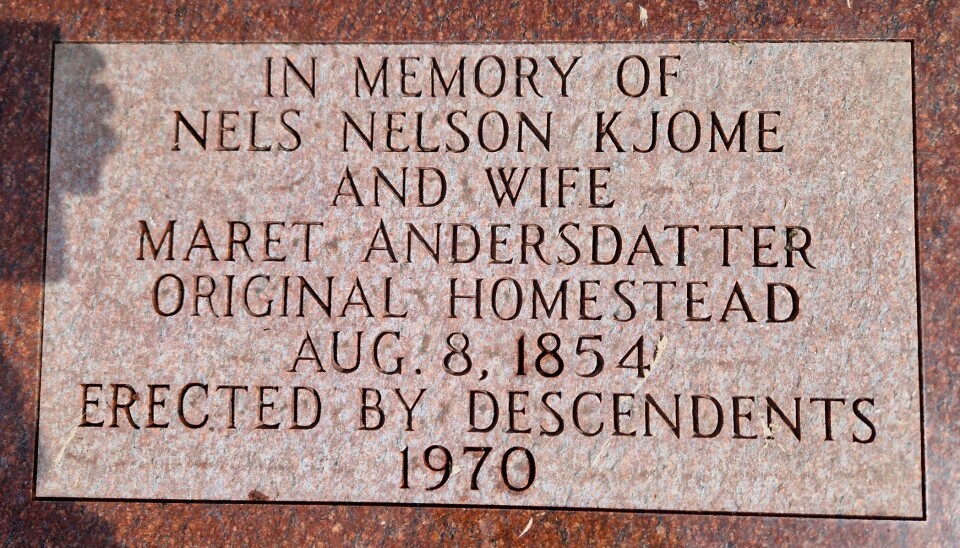 IN MEMORY OF
NELS NELSON KJOME
AND WIFE
MARET ANDERSDATTER
ORIGINAL HOMESTEAD
AUG. 8, 1854
ERECTED BY DESCENDENTS
1970